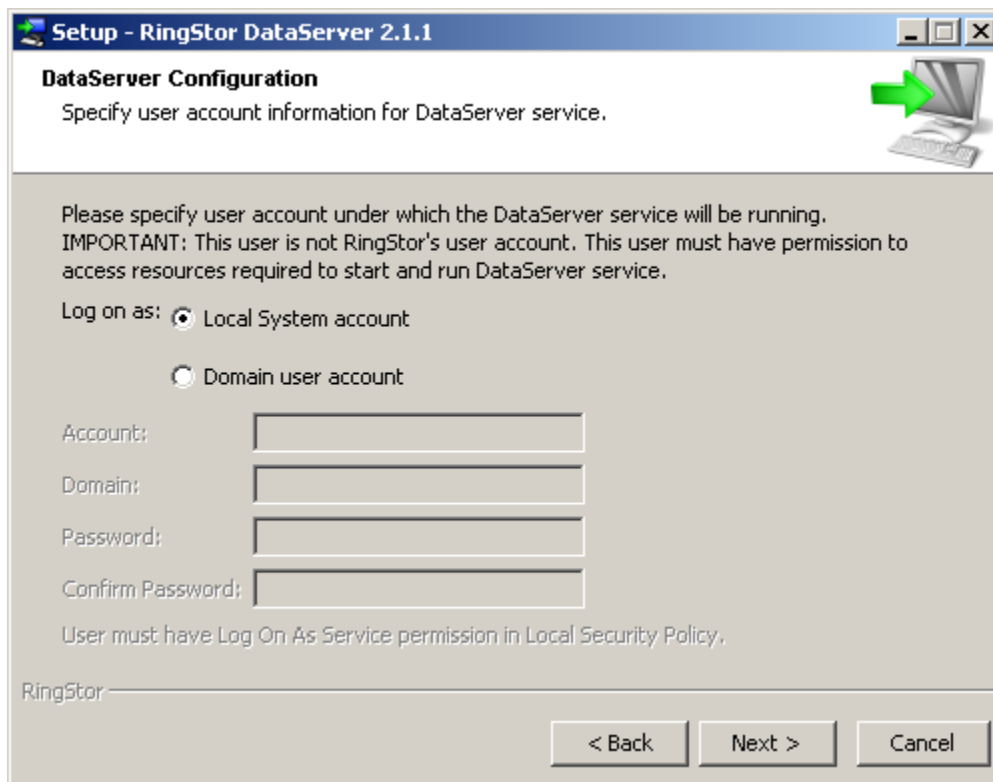 Setup - RingStor DataServer 2.1.1
DataServer Configuration
Specify user account information for DataServer service.
Please specify user account under which the DataServer service will be running.
IMPORTANT: This user is not RingStor's user account. This user must have permission to
access resources required to start and run DataServer service.
Log on as: Local System account
Domain user account
Account:
Domain:
Password:
Confirm Password:
User must have Log On As Service permission in Local Security Policy.
RingStor
< Back Next > Cancel